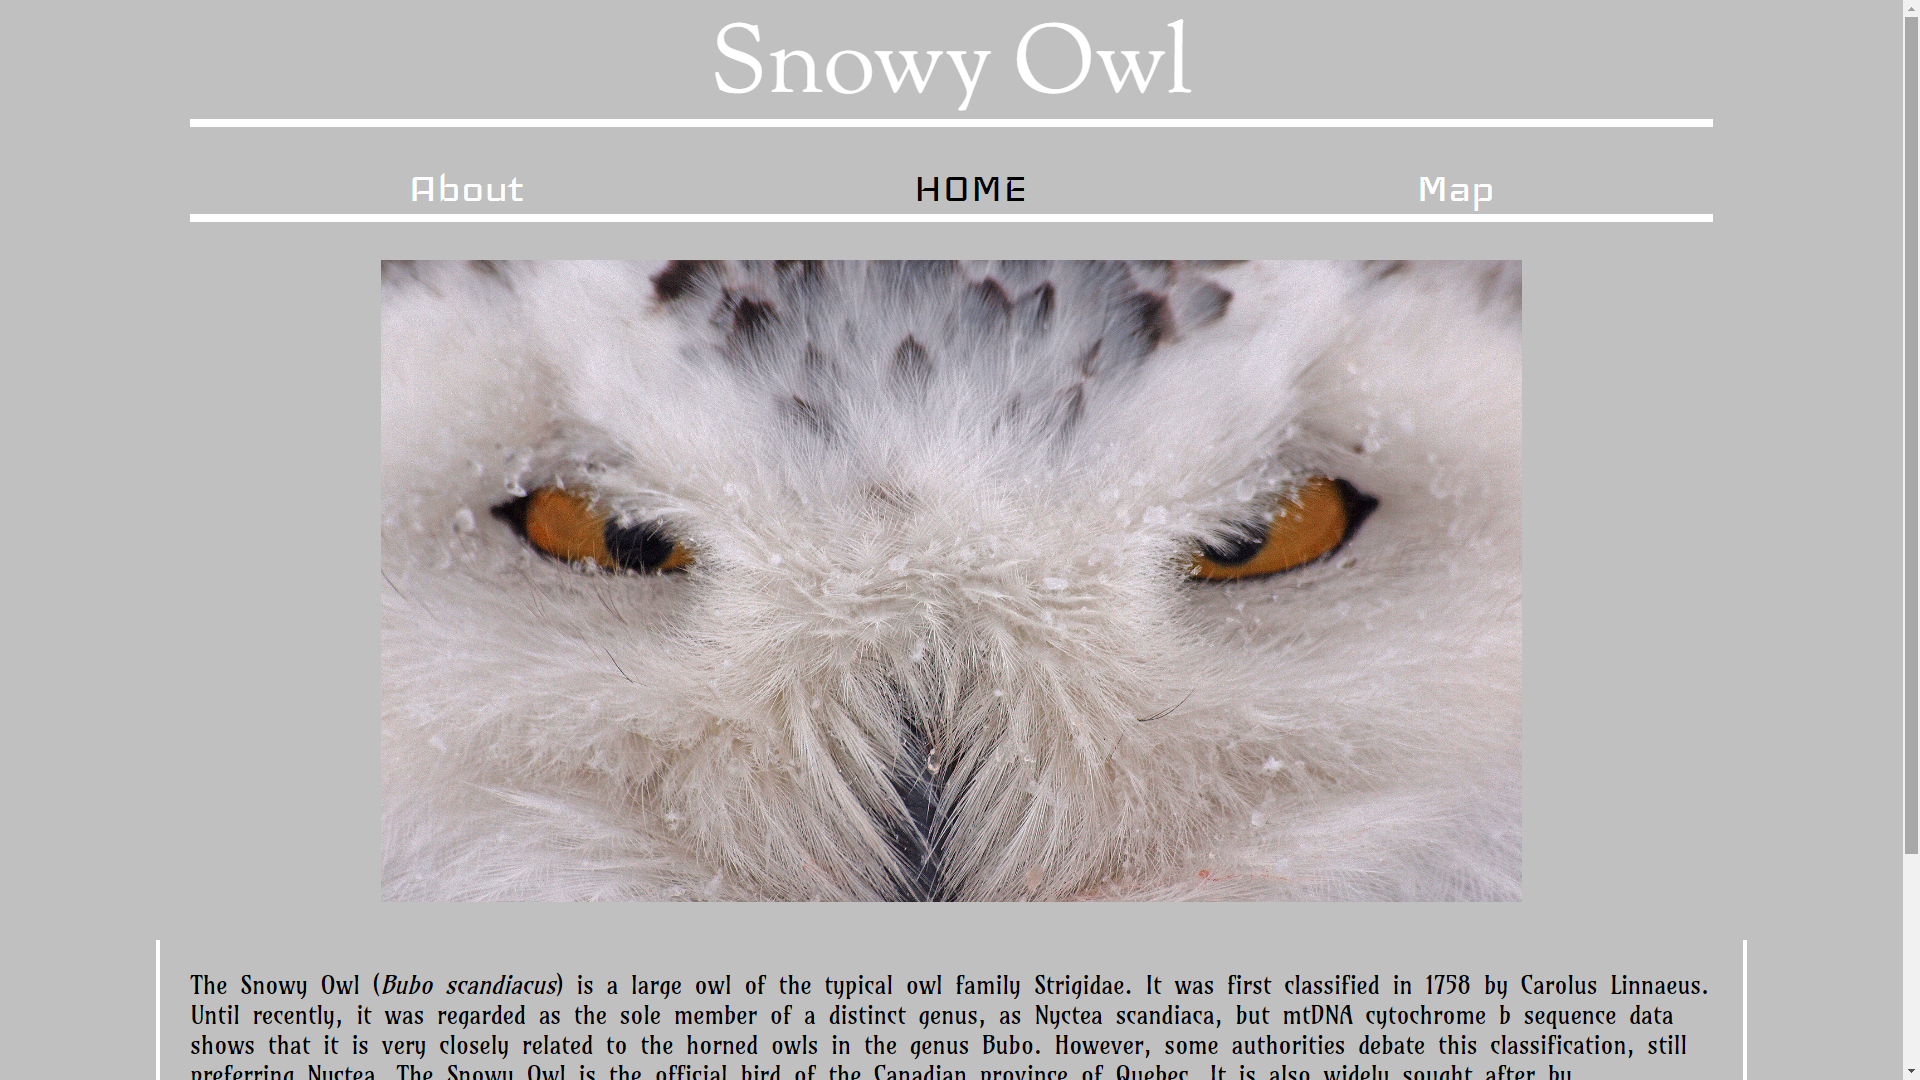 Snowy Owl
About HOME Map
The Snowy Owl (Bubo scandiacus) is a large owl of the typical owl family Strigidae. It was first classified in 1758 by Carolus Linnaeus.
Until recently, it was regarded as the sole member of a distinct genus, as Nyctea scandiaca, but mtDNA cytochrome b sequence data
shows that it is very closely related to the horned owls in the genus Bubo. However, some authorities debate this classification, still
preferring Nyctea. The Snowy Owl is the official bird of the Canadian province of Quebec. It is also widely sought after by